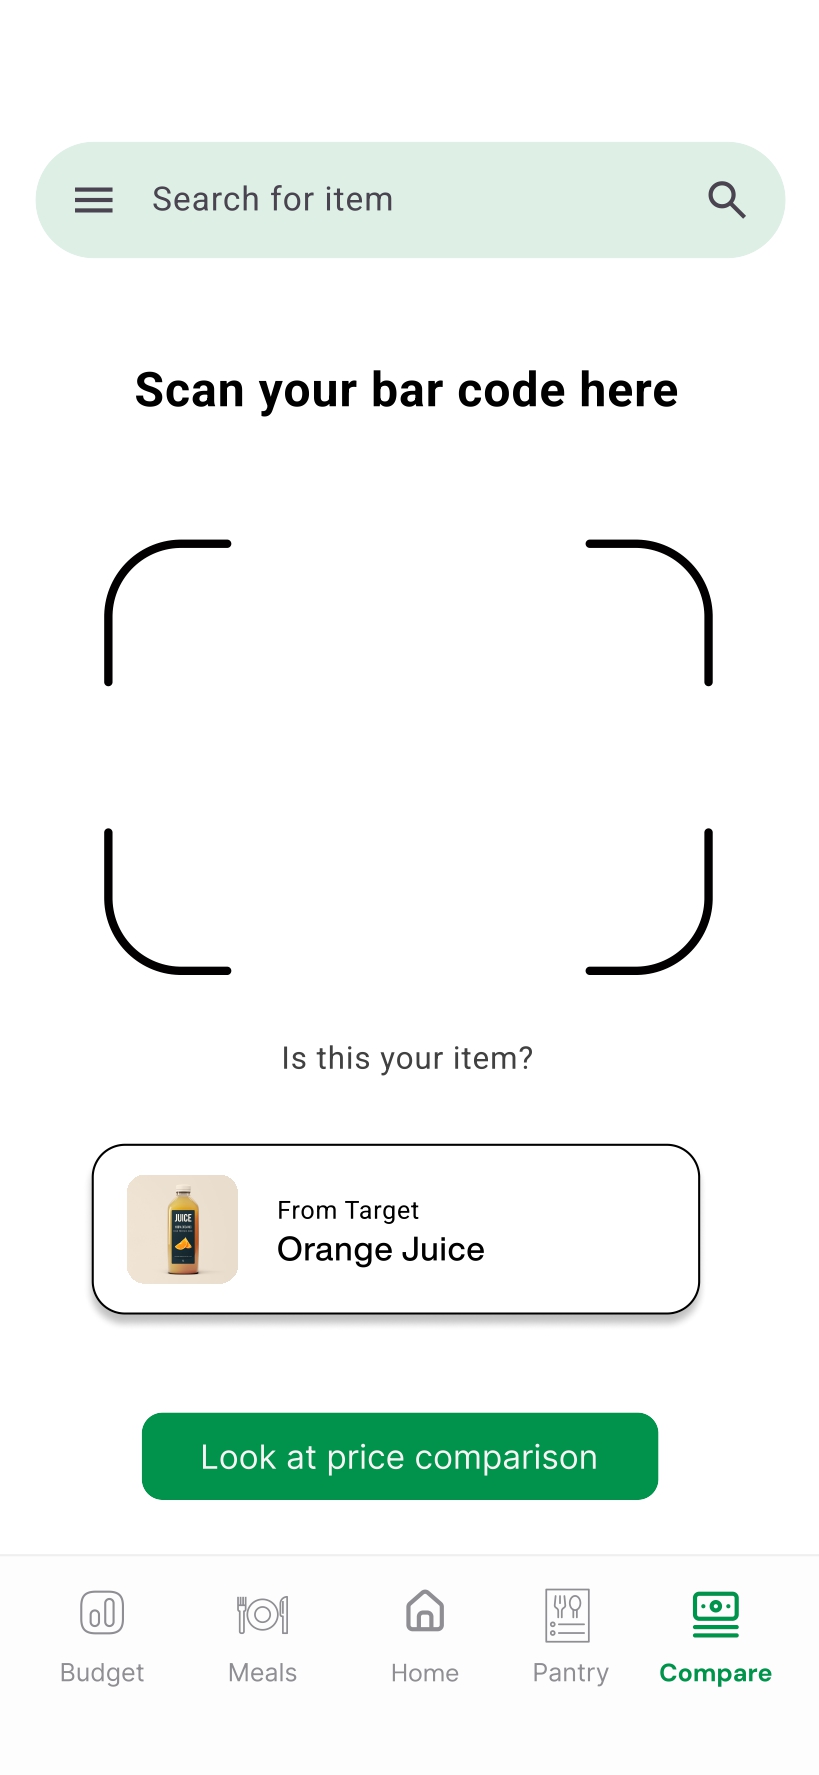 Search for item
Scan your bar code here
Is this your item?
JUICE
From Target
Orange Juice
Look at price comparison
Budget
Meals
Home
Pantry
Compare